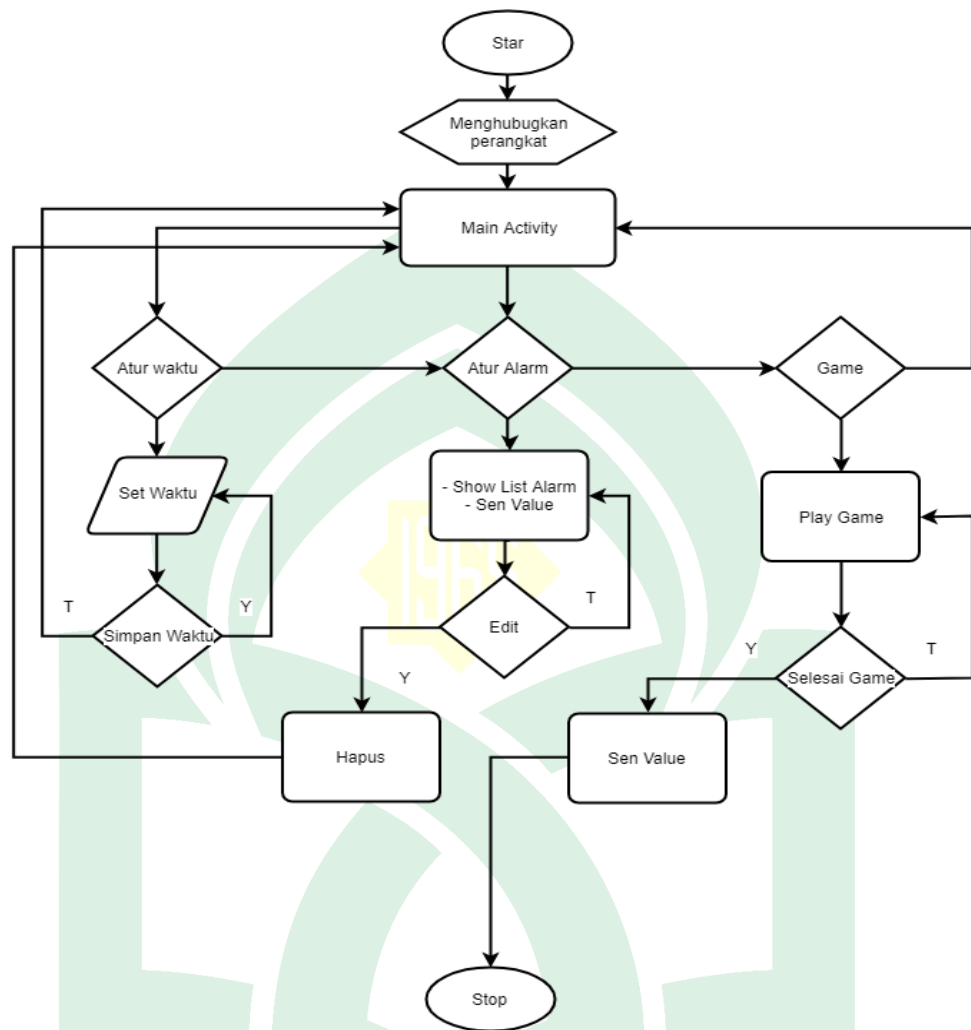 Star
Menghubugkan
perangkat
Main Activity
Atur waktu
Atur Alarm
Game
Set Waktu
- Show List Alarm
- Sen Value
Play Game
T
Y
Simpan Waktu
T
Edit
Y
Y
T
Selesai Game
Hapus
Sen Value
Stop